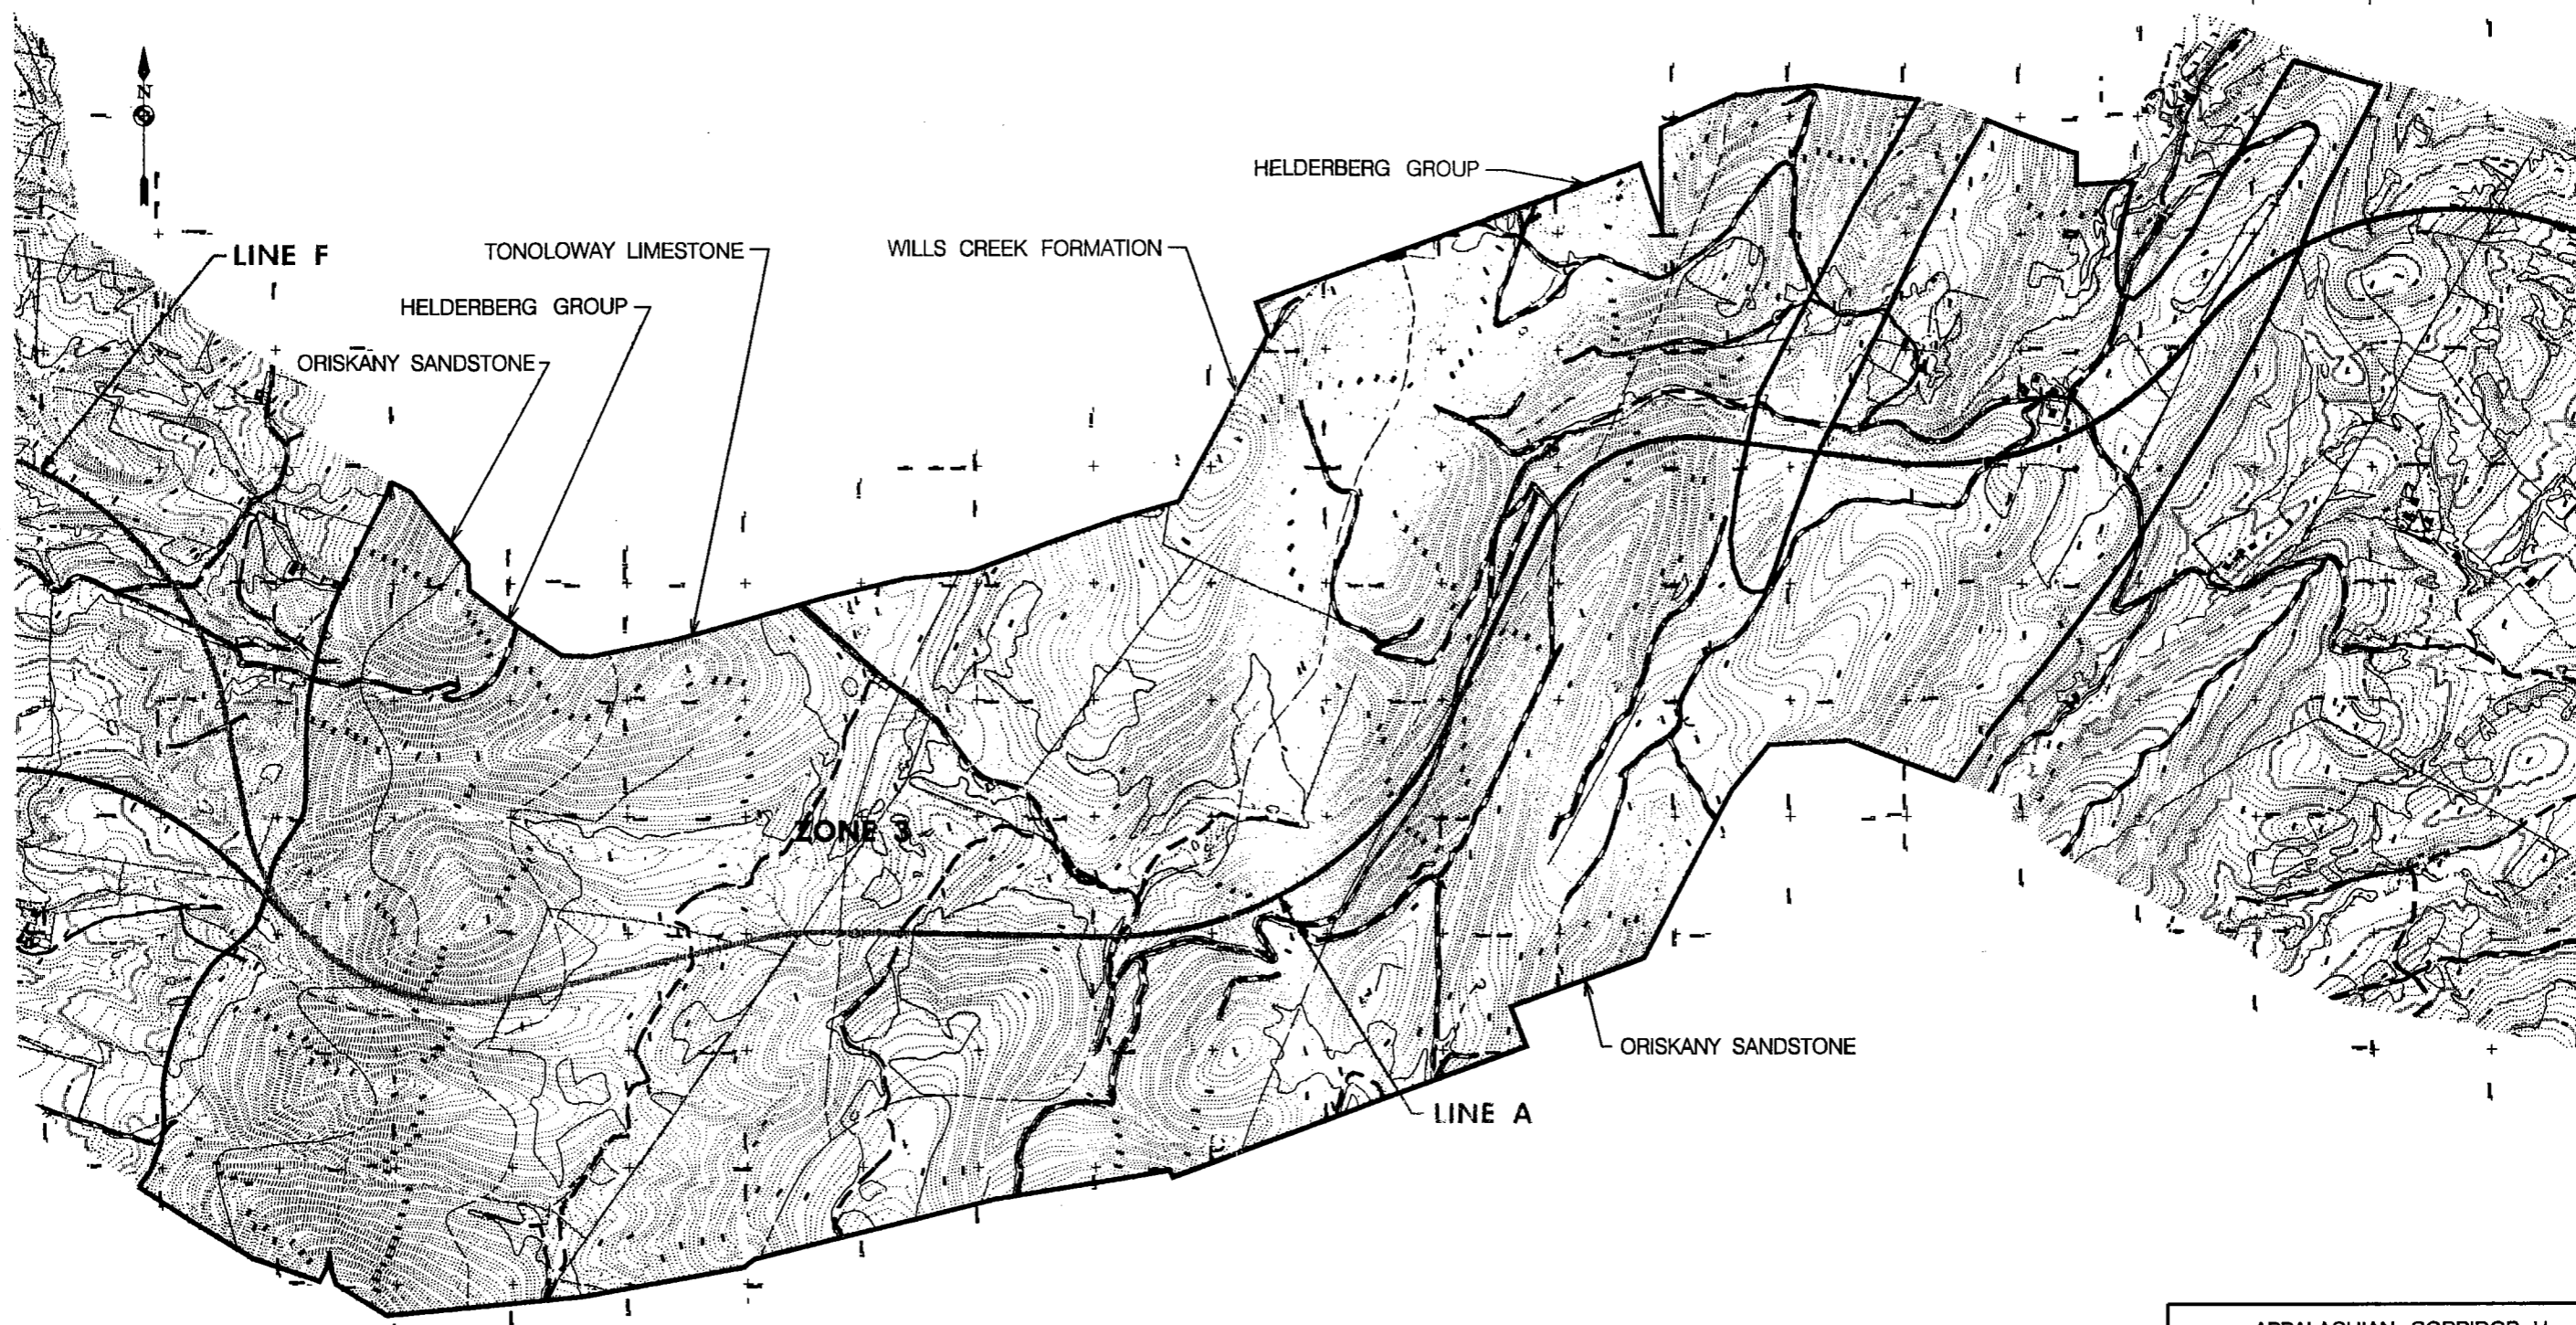 N
HELDERBERG GROUP
LINE F
TONOLOWAY LIMESTONE
WILLS CREEK FORMATION
HELDERBERG GROUP
ORISKANY SANDSTONE
ZONE 3
ORISKANY SANDSTONE
LINE A